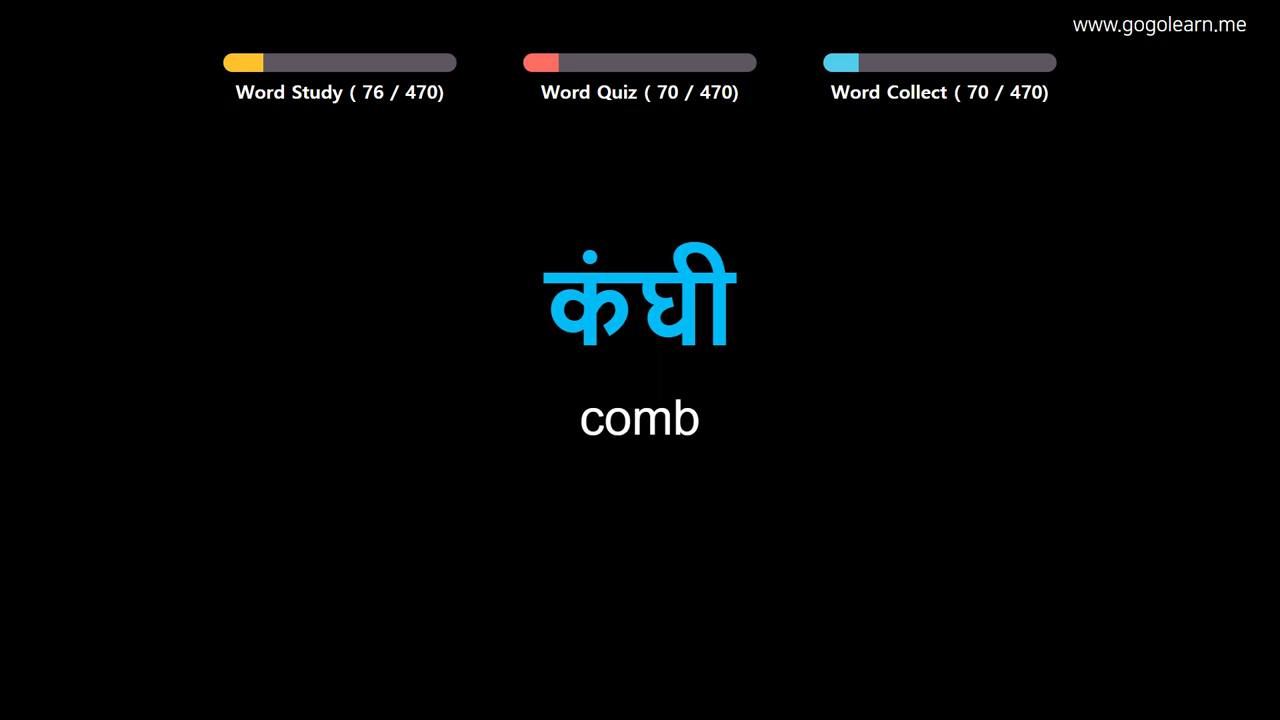 www.gogolearn.me
Word Study ( 76 / 470)
Word Quiz ( 70 / 470)
Word Collect ( 70 / 470)
कंघी
comb